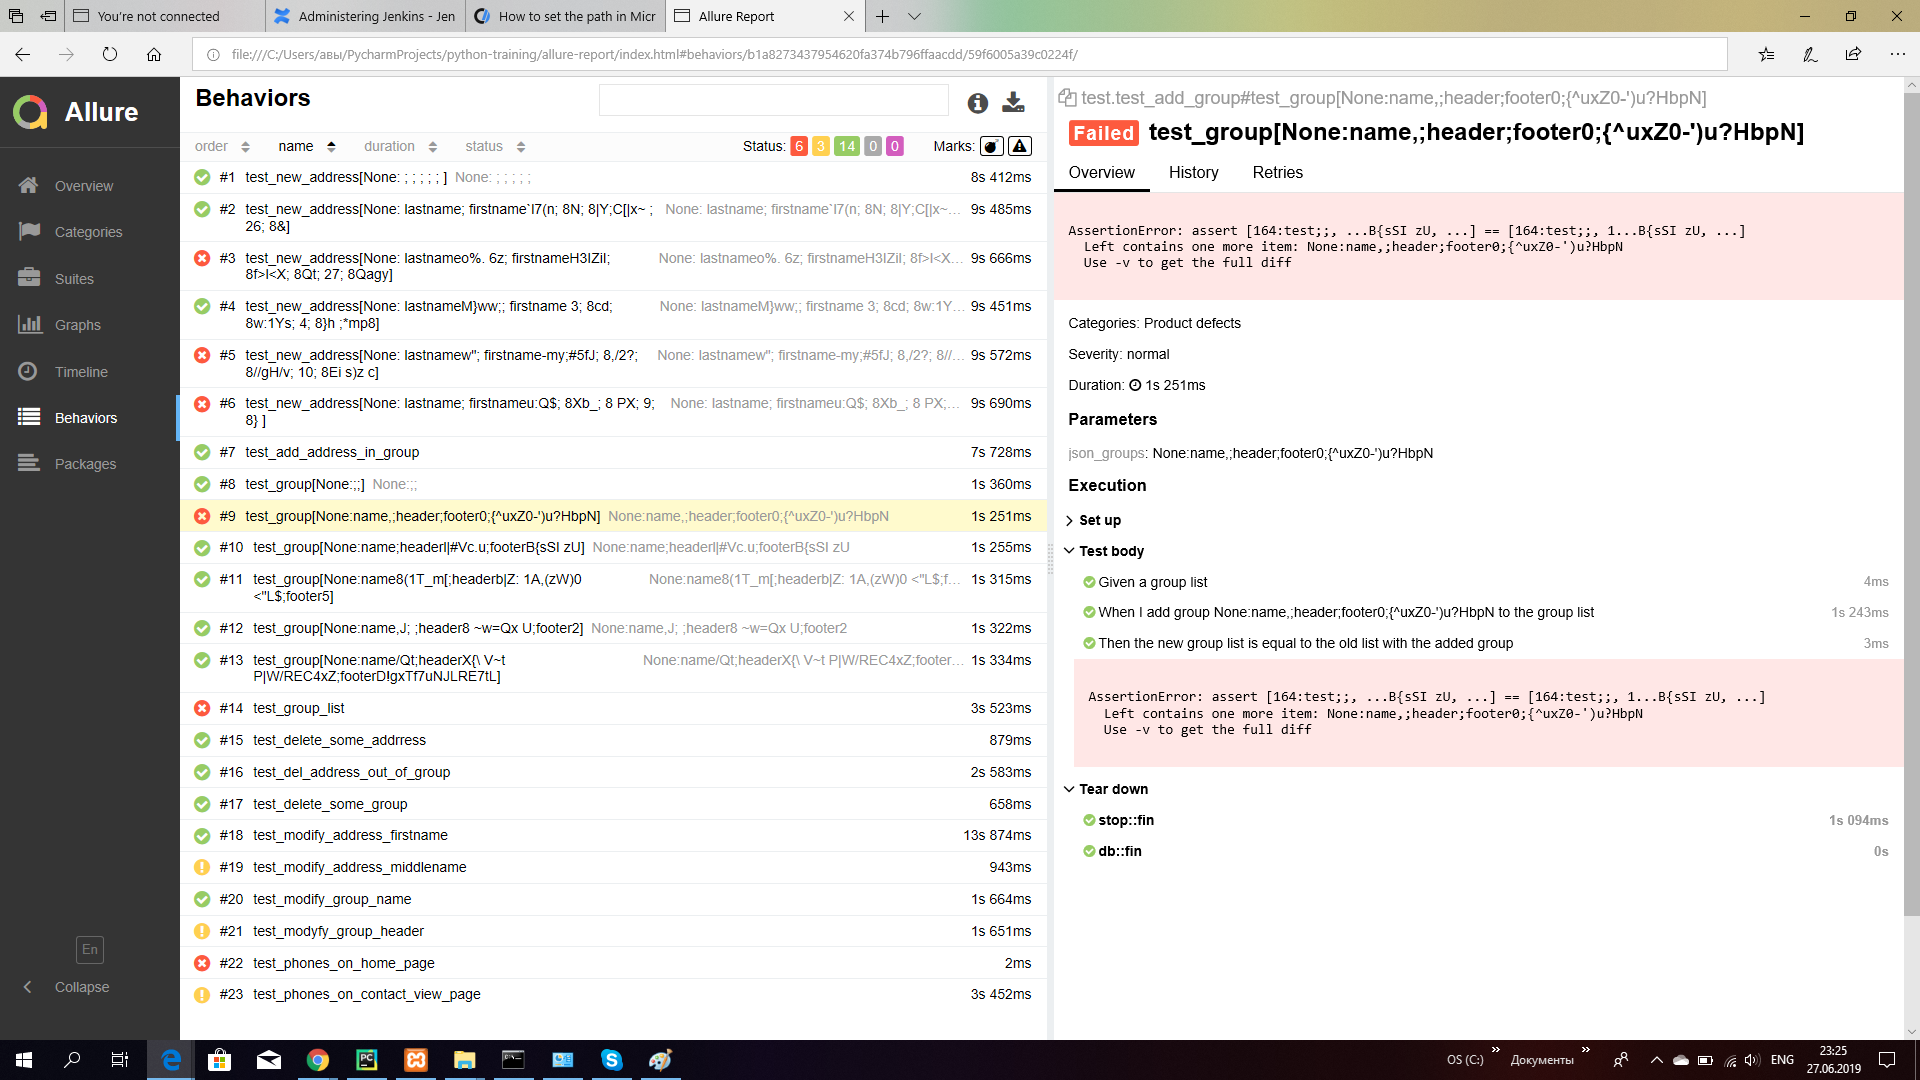 You're not connected
Administering Jenkins - Jen
How to set the path in Micr
Allure Report
file:///C:/Users/авы/PycharmProjects/python-training/allure-report/index.html#behaviors/b1a8273437954620fa374b796ffaacdd/59f6005a39c0224f/
Allure
Overview
Categories
Suites
Graphs
Timeline
Behaviors
Packages
En
Collapse
Behaviors
order name duration status Status: 6 3 14 0 0 Marks:
#1 test_new_address[None: ; ; ; ; ; ] None: ; ; ; ; ; 8s 412ms
#2 test_new_address[None: lastname; firstname`I7(n; 8N; 8|Y;C[|x~ ; None: lastname; firstname`I7(n; 8N; 8|Y;C[|x~... 9s 485ms
26; 8&]
#3 test_new_address[None: lastnameo%. 6z; firstnameH3IZiI; None: lastnameo%. 6z; firstnameH3IZiI; 8f>I<X... 9s 666ms
8f>I<X; 8Qt; 27; 8Qagy]
#4 test_new_address[None: lastnameM}ww;; firstname 3; 8cd; None: lastnameM}ww;; firstname 3; 8cd; 8w:1Y... 9s 451ms
8w:1Ys; 4; 8}h ;*mp8]
#5 test_new_address[None: lastnamew"; firstname-my;#5fJ; 8,/2?; None: lastnamew"; firstname-my;#5fJ; 8,/2?; 8//... 9s 572ms
8//gH/v; 10; 8Ei s)z c]
#6 test_new_address[None: lastname; firstnameu:Q$; 8Xb_; 8 PX; 9; None: lastname; firstnameu:Q$; 8Xb_; 8 PX;... 9s 690ms
8} ]
#7 test_add_address_in_group 7s 728ms
#8 test_group[None:;;] None:;; 1s 360ms
#9 test_group[None:name,;header;footer0;{^uxZ0-')u?HbpN] None:name,;header;footer0;{^uxZ0-')u?HbpN 1s 251ms
#10 test_group[None:name;headerI|#Vc.u;footerB{sSI zU] None:name;headerI|#Vc.u;footerB{sSI zU 1s 255ms
#11 test_group[None:name8(1T_m[;headerb|Z: 1A,(zW)0 None:name8(1T_m[;headerb|Z: 1A,(zW)0 <"L$;f... 1s 315ms
<"L$;footer5]
#12 test_group[None:name,J; ;header8 ~w=Qx U;footer2] None:name,J; ;header8 ~w=Qx U;footer2 1s 322ms
#13 test_group[None:name/Qt;headerX{\ V~t None:name/Qt;headerX{\ V~t P|W/REC4xZ;footer... 1s 334ms
P|W/REC4xZ;footerD!gxTf7uNJLRE7tL]
#14 test_group_list 3s 523ms
#15 test_delete_some_addrress 879ms
#16 test_del_address_out_of_group 2s 583ms
#17 test_delete_some_group 658ms
#18 test_modify_address_firstname 13s 874ms
#19 test_modify_address_middlename 943ms
#20 test_modify_group_name 1s 664ms
#21 test_modyfy_group_header 1s 651ms
#22 test_phones_on_home_page 2ms
#23 test_phones_on_contact_view_page 3s 452ms
test.test_add_group#test_group[None:name,;header;footer0;{^uxZ0-')u?HbpN]
Failed test_group[None:name,;header;footer0;{^uxZ0-')u?HbpN]
Overview History Retries
AssertionError: assert [164:test;;, ...B{sSI zU, ...] == [164:test;;, 1...B{sSI zU, ...]
Left contains one more item: None:name,;header;footer0;{^uxZ0-')u?HbpN
Use -v to get the full diff
Categories: Product defects
Severity: normal
Duration: 1s 251ms
Parameters
json_groups: None:name,;header;footer0;{^uxZ0-')u?HbpN
Execution
Set up
Test body
Given a group list 4ms
When I add group None:name,;header;footer0;{^uxZ0-')u?HbpN to the group list 1s 243ms
Then the new group list is equal to the old list with the added group 3ms
AssertionError: assert [164:test;;, ...B{sSI zU, ...] == [164:test;;, 1...B{sSI zU, ...]
Left contains one more item: None:name,;header;footer0;{^uxZ0-')u?HbpN
Use -v to get the full diff
Tear down
stop::fin 1s 094ms
db::fin 0s
OS (C:) » Документы » ENG 23:25
27.06.2019